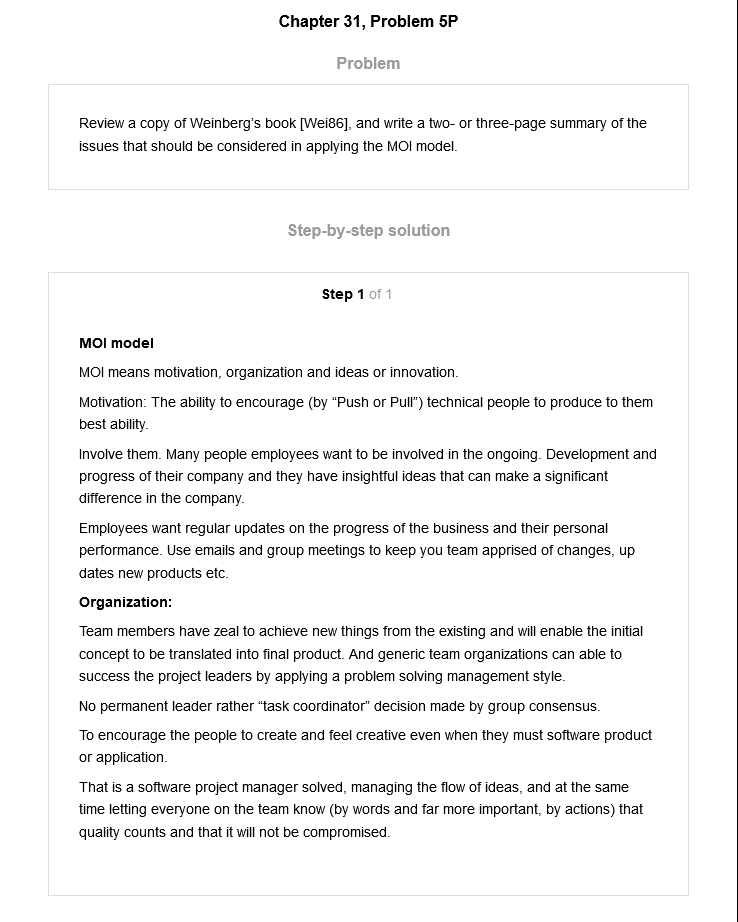 Chapter 31, Problem 5P
Problem
Review a copy of Weinberg's book [Wei86], and write a two- or three-page summary of the
issues that should be considered in applying the MOI model.
Step-by-step solution
Step 1 of 1
MOI model
MOI means motivation, organization and ideas or innovation.
Motivation: The ability to encourage (by “Push or Pull”) technical people to produce to them
best ability.
Involve them. Many people employees want to be involved in the ongoing. Development and
progress of their company and they have insightful ideas that can make a significant
difference in the company.
Employees want regular updates on the progress of the business and their personal
performance. Use emails and group meetings to keep you team apprised of changes, up
dates new products etc.
Organization:
Team members have zeal to achieve new things from the existing and will enable the initial
concept to be translated into final product. And generic team organizations can able to
success the project leaders by applying a problem solving management style.
No permanent leader rather “task coordinator” decision made by group consensus.
To encourage the people to create and feel creative even when they must software product
or application.
That is a software project manager solved, managing the flow of ideas, and at the same
time letting everyone on the team know (by words and far more important, by actions) that
quality counts and that it will not be compromised.